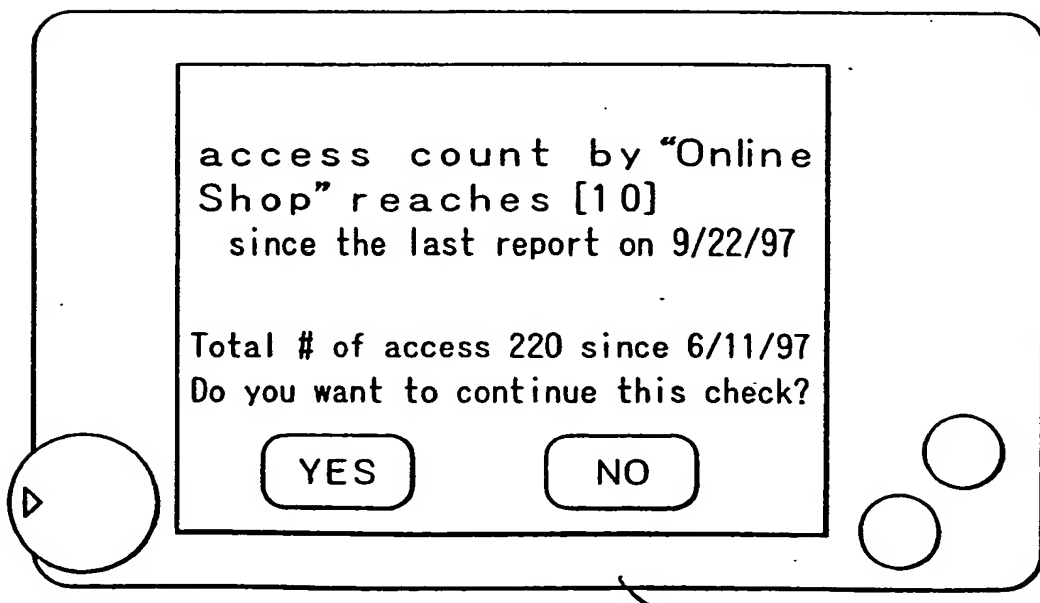 access count by “Online
Shop” reaches [10]
since the last report on 9/22/97
Total # of access 220 since 6/11/97
Do you want to continue this check?
YES NO